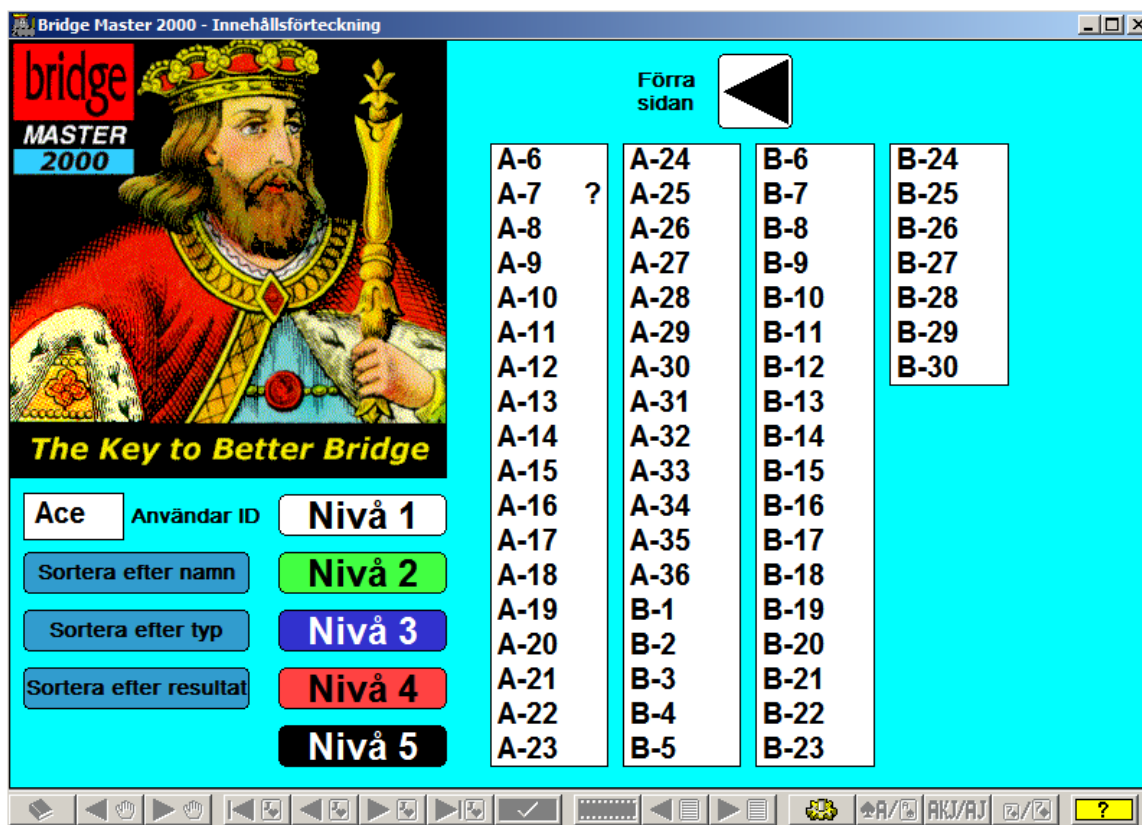 Bridge Master 2000 - Innehållsförteckning
bridge
MASTER
2000
The Key to Better Bridge
Ace
Användar ID
Sortera efter namn
Sortera efter typ
Sortera efter resultat
Nivå 1
Nivå 2
Nivå 3
Nivå 4
Nivå 5
Förra
sidan
A-6
A-7 ?
A-8
A-9
A-10
A-11
A-12
A-13
A-14
A-15
A-16
A-17
A-18
A-19
A-20
A-21
A-22
A-23
A-24
A-25
A-26
A-27
A-28
A-29
A-30
A-31
A-32
A-33
A-34
A-35
A-36
B-1
B-2
B-3
B-4
B-5
B-6
B-7
B-8
B-9
B-10
B-11
B-12
B-13
B-14
B-15
B-16
B-17
B-18
B-19
B-20
B-21
B-22
B-23
B-24
B-25
B-26
B-27
B-28
B-29
B-30
♠A/
AKJ/AJ
?